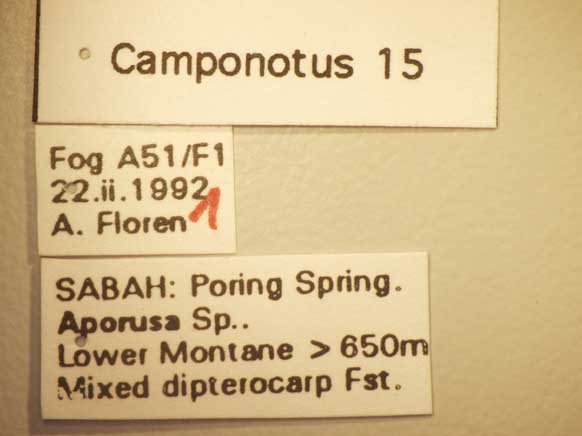 Camponotus 15
Fog A51/F1
22.ii.1992
A. Floren 1
SABAH: Poring Spring.
Aporusa Sp..
Lower Montane > 650m
Mixed dipterocarp Fst.